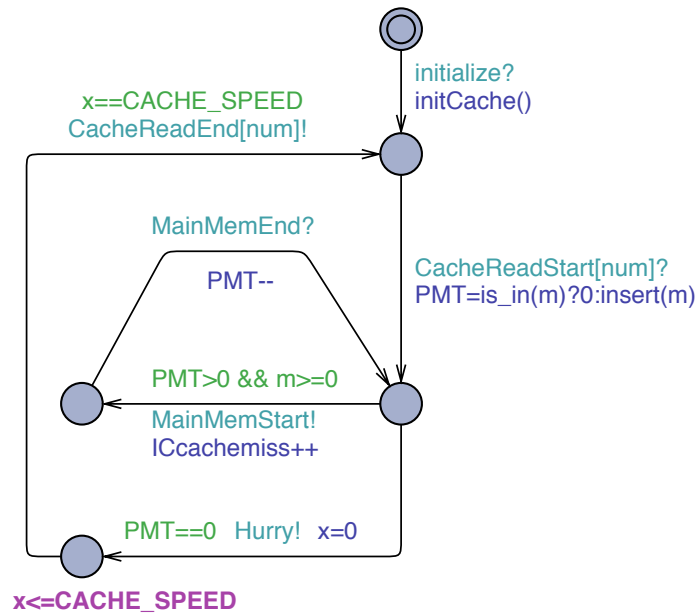 initialize?
initCache()
x==CACHE_SPEED
CacheReadEnd[num]!
MainMemEnd?
PMT--
CacheReadStart[num]?
PMT=is_in(m)?0:insert(m)
PMT>0 && m>=0
MainMemStart!
ICcachemiss++
PMT==0 Hurry! x=0
x<=CACHE_SPEED